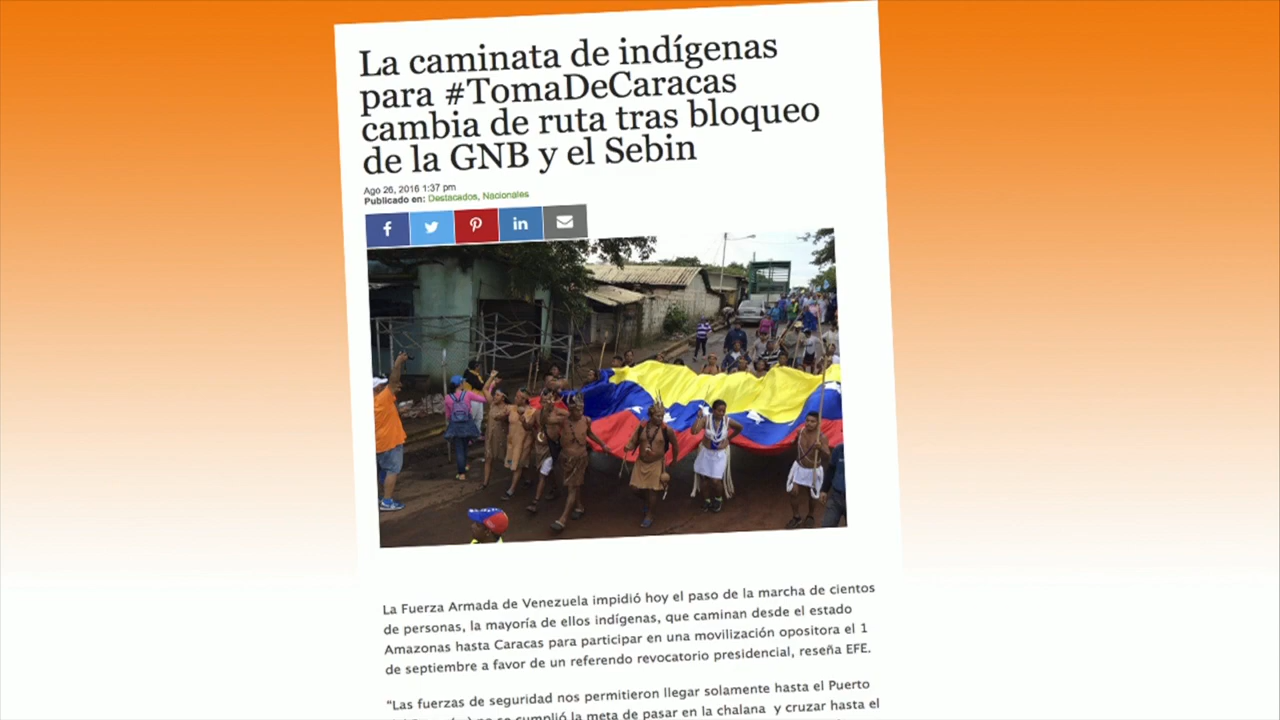 La caminata de indígenas
para #TomaDeCaracas
cambia de ruta tras bloqueo
de la GNB y el Sebin
Ago 26, 2016 1:37 pm
Publicado en: Destacados, Nacionales
La Fuerza Armada de Venezuela impidió hoy el paso de la marcha de cientos
de personas, la mayoría de ellos indígenas, que caminan desde el estado
Amazonas hasta Caracas para participar en una movilización opositora el 1
de septiembre a favor de un referendo revocatorio presidencial, reseña EFE.
"Las fuerzas de seguridad nos permitieron llegar solamente hasta el Puerto
no se cumplió la meta de pasar en la chalana y cruzar hasta el